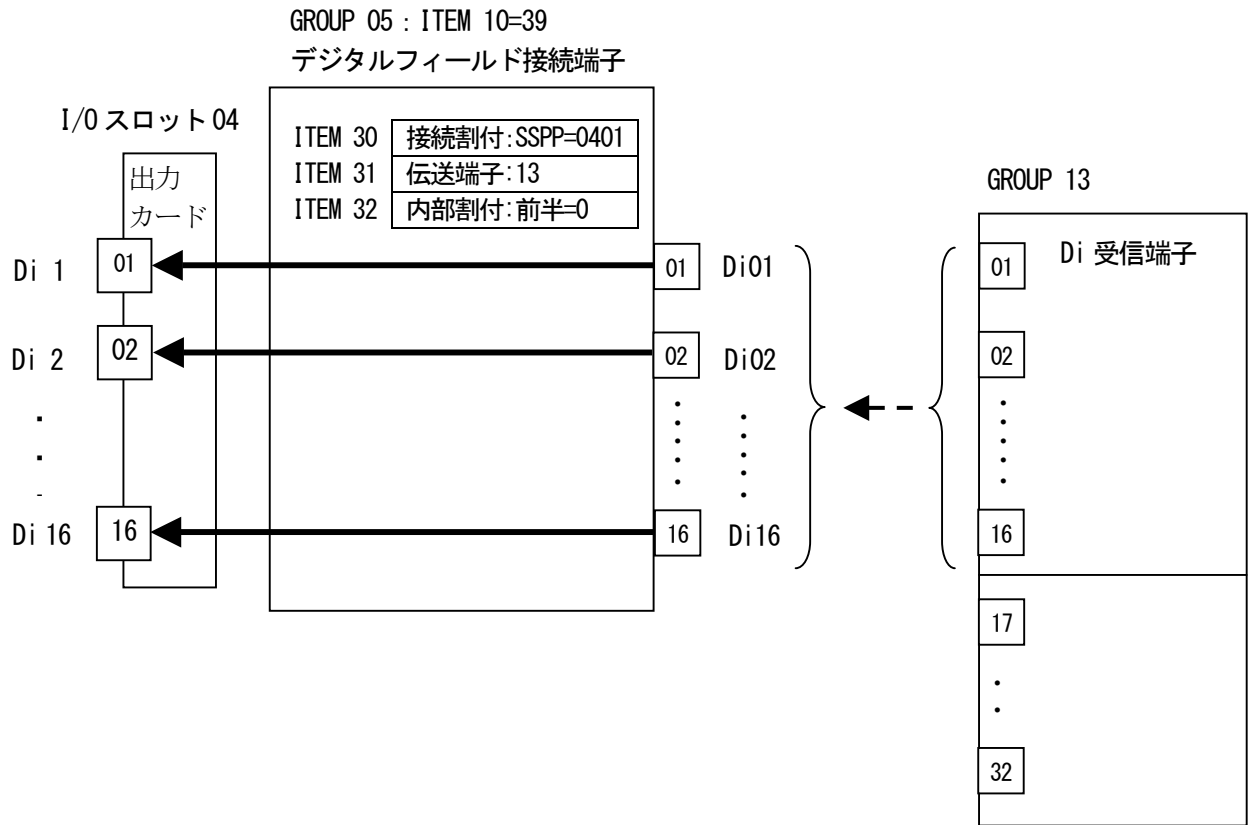 GROUP 05：ITEM 10=39
デジタルフィールド接続端子
I/O スロット 04
出力
カード
ITEM 30 接続割付：SSPP=0401
ITEM 31 伝送端子：13
ITEM 32 内部割付：前半=0
GROUP 13
Di 受信端子
Di 1 01 01 Di01 01
Di 2 02 02 Di02 02
Di 16 16 16 Di16 16
17
32